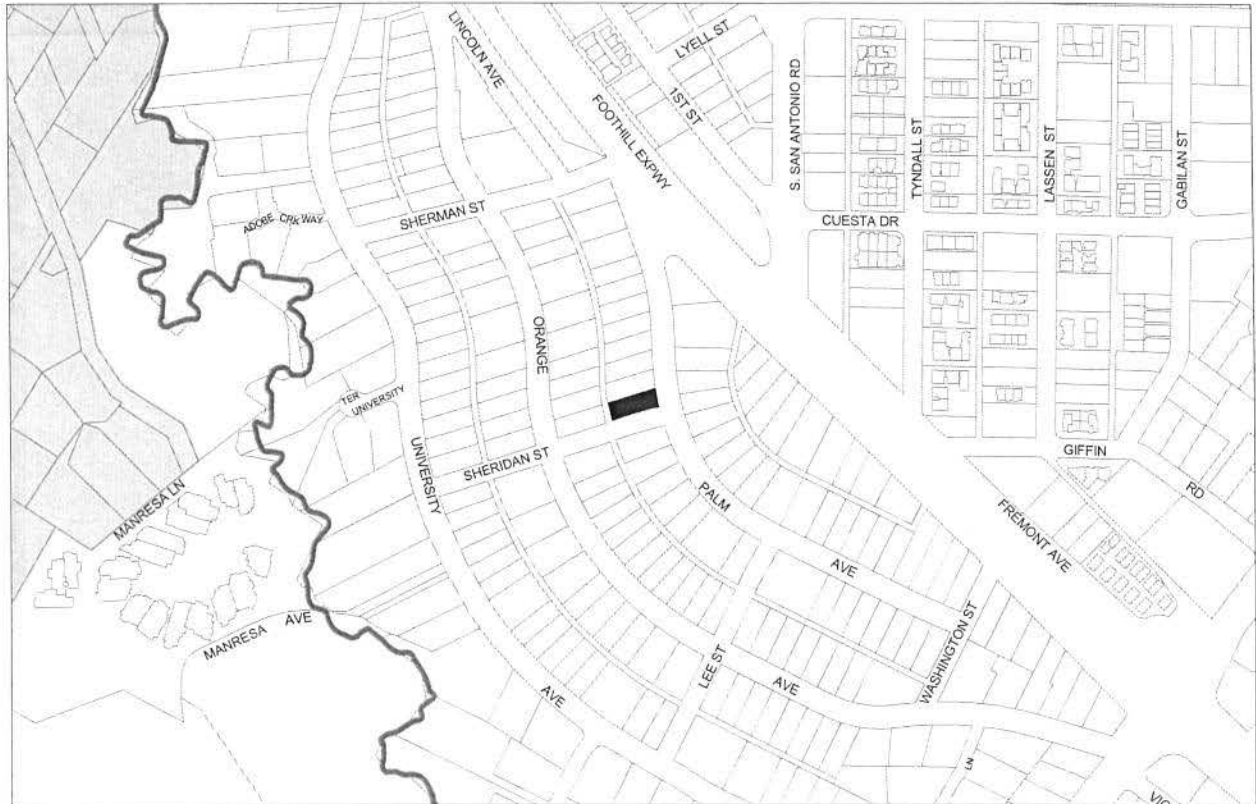 LINCOLN AVE
LYELL ST
1ST ST
FOOTHILL EXPWY
S. SAN ANTONIO RD
TYNDALL ST
LASSEN ST
GABILAN ST
CUESTA DR
SHERMAN ST
ADOBE CRK WAY
ORANGE
TER
UNIVERSITY
UNIVERSITY
SHERIDAN ST
PALM
GIFFIN
RD
FREMONT AVE
MANRESA LN
MANRESA AVE
AVE
AVE
AVE
LEE ST
WASHINGTON ST
LN